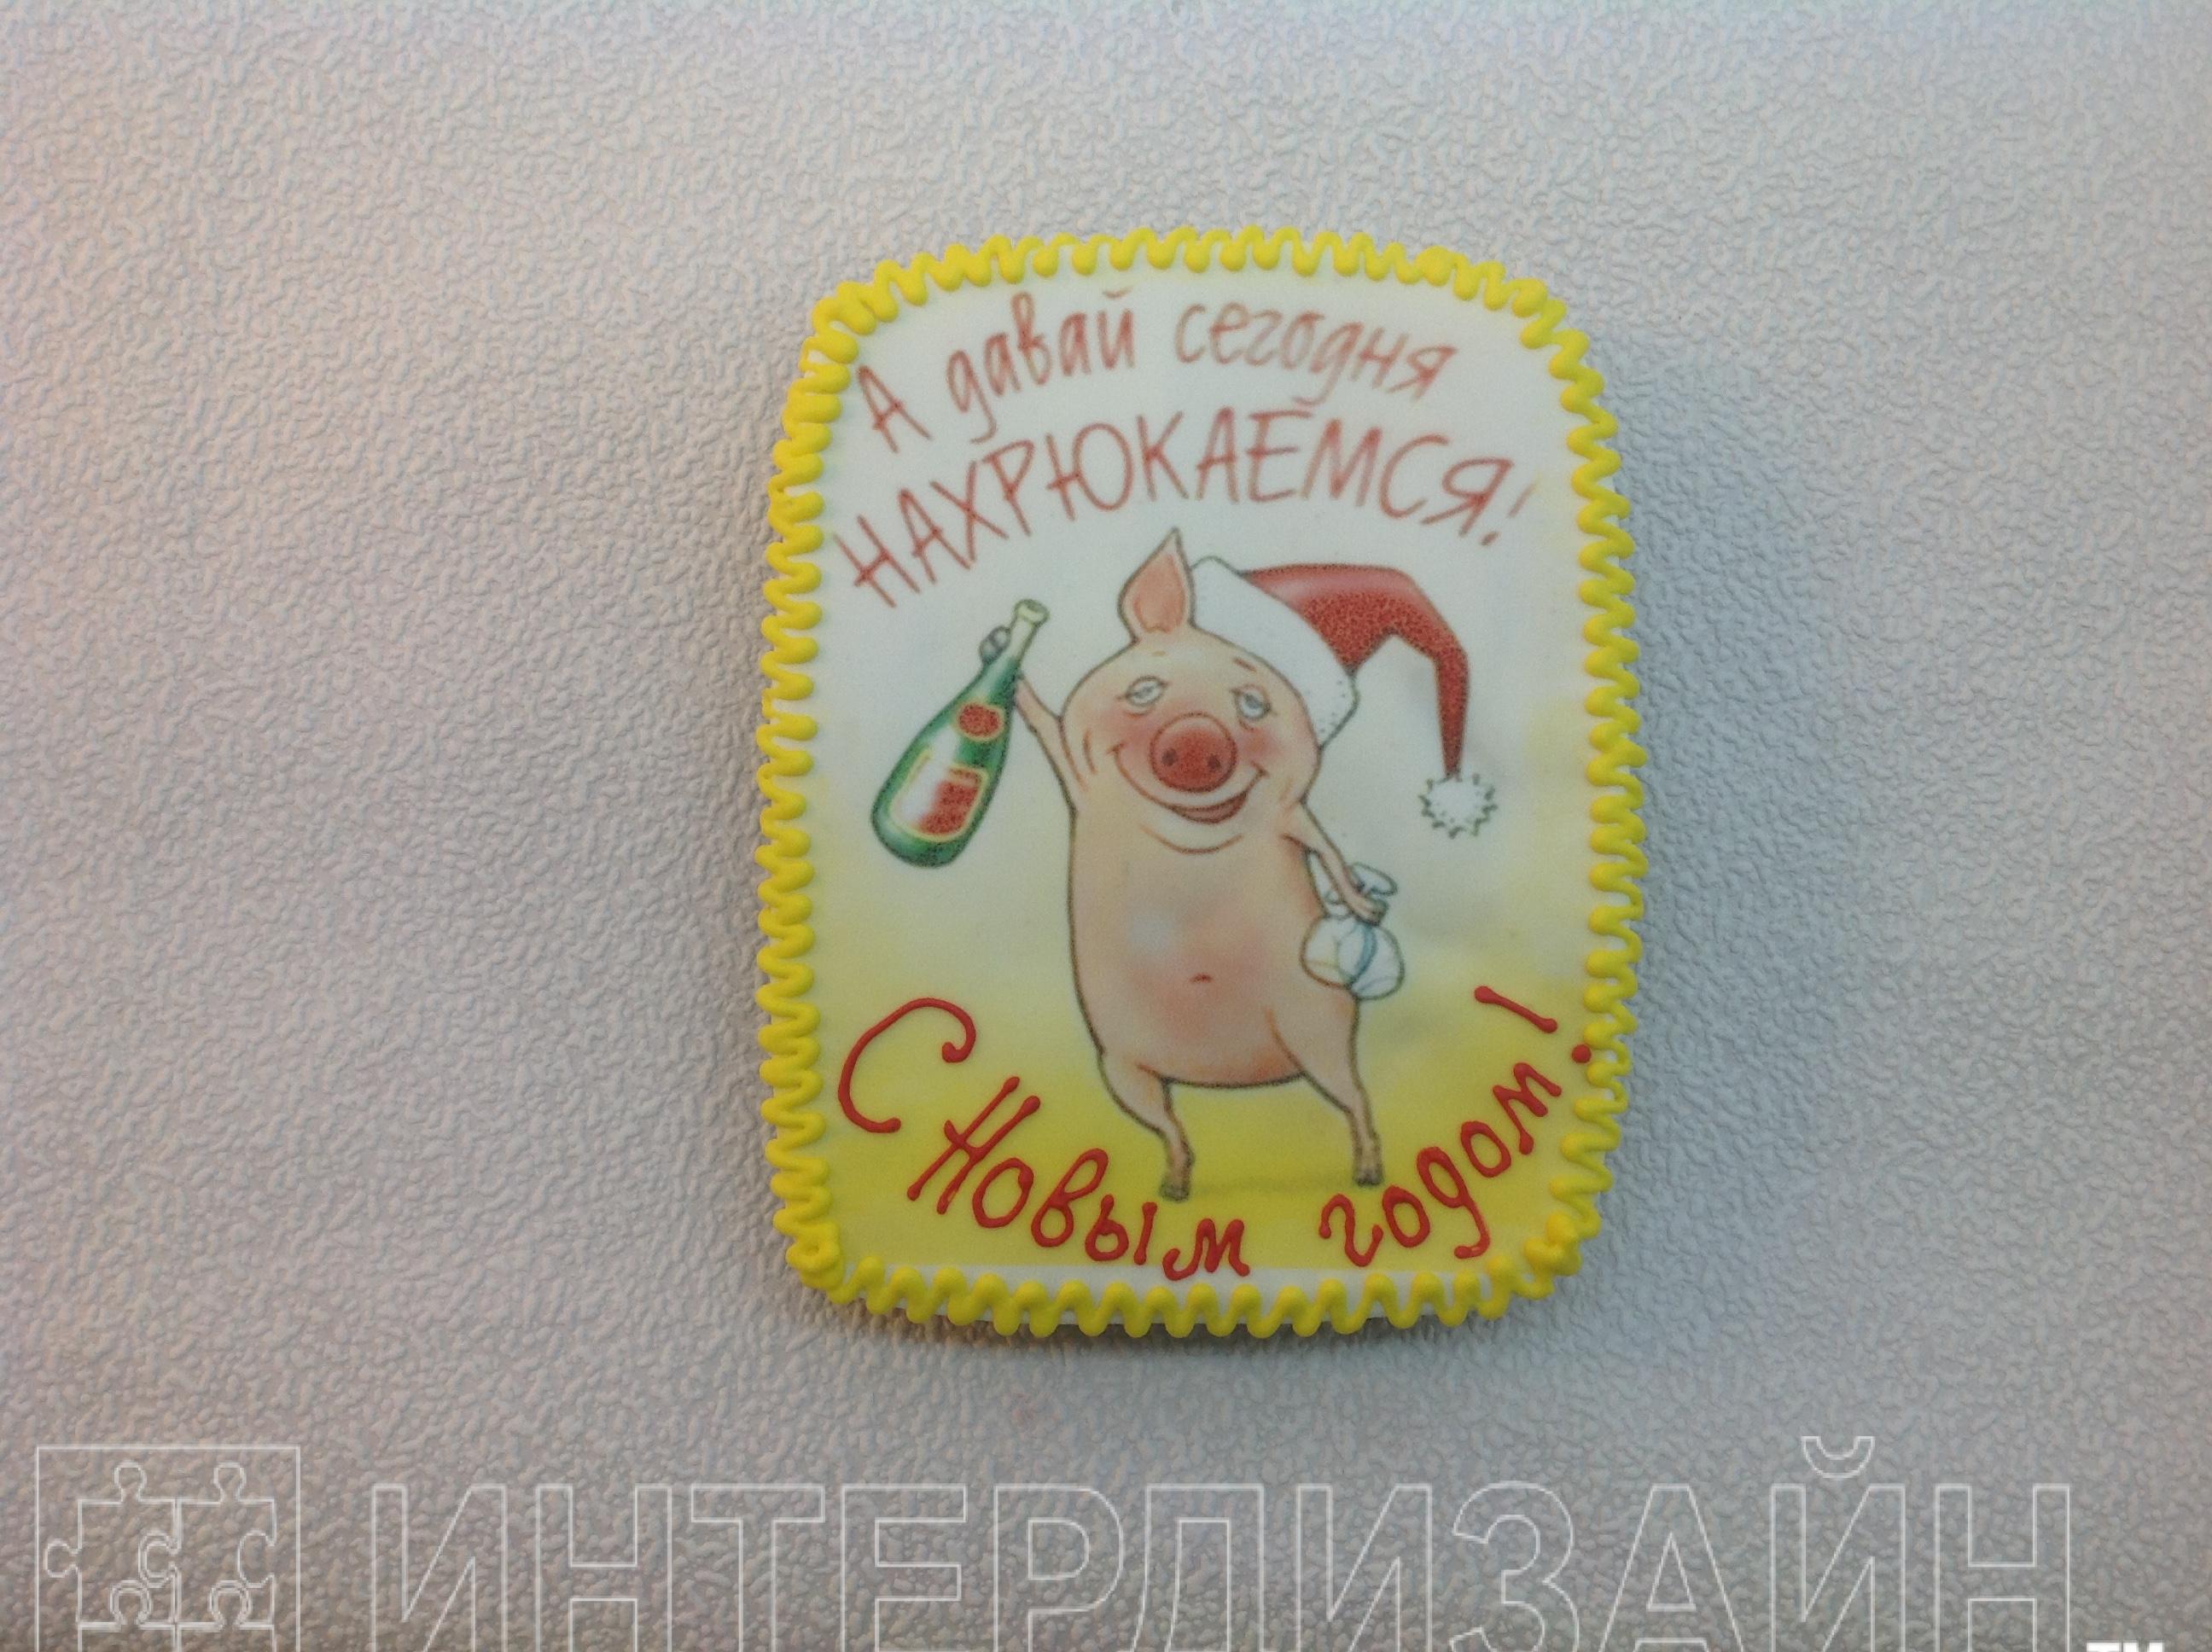 А давай сегодня
НАХРЮКАЕМСЯ!
С Новым годом!
ИНТЕРДИЗАЙН